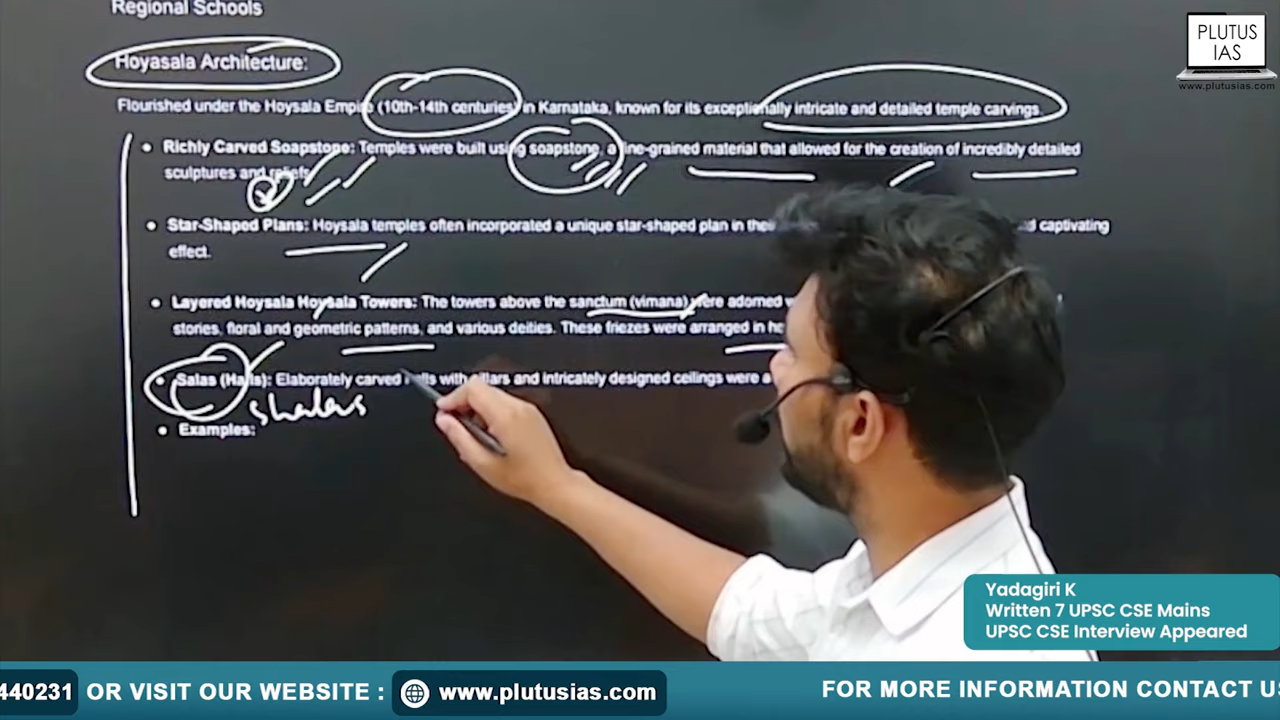 Regional Schools
PLUTUS
IAS
www.plutusias.com
Hoyasala Architecture:
Flourished under the Hoysala Empire (10th-14th centuries) in Karnataka, known for its exceptionally intricate and detailed temple carvings.
Richly Carved Soapstone: Temples were built using soapstone, a fine-grained material that allowed for the creation of incredibly detailed
sculptures and reliefs.
Star-Shaped Plans: Hoysala temples often incorporated a unique star-shaped plan in their captivating
effect.
Layered Hoysala Hoysala Towers: The towers above the sanctum (vimana) were adorned
stories, floral and geometric patterns, and various deities. These friezes were arranged in
Salas (Halls): Elaborately carved halls with pillars and intricately designed ceilings were a
shalas
Examples:
Yadagiri K
Written 7 UPSC CSE Mains
UPSC CSE Interview Appeared
440231 OR VISIT OUR WEBSITE : www.plutusias.com FOR MORE INFORMATION CONTACT US